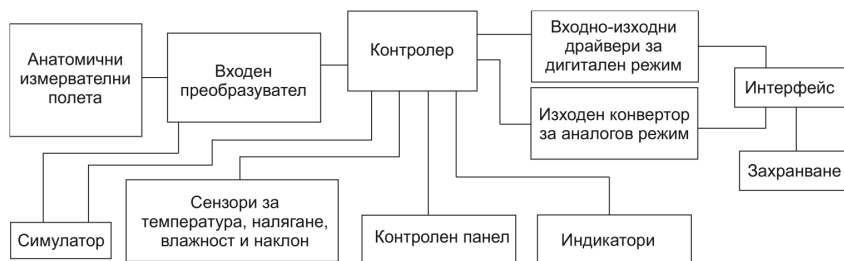 Анатомични
измервателни
полета
Входен
преобразувател
Контролер
Входно-изходни
драйвери за
дигитален режим
Изходен конвертор
за аналогов режим
Интерфейс
Захранване
Симулатор
Сензори за
температура, налягане,
влажност и наклон
Контролен панел
Индикатори